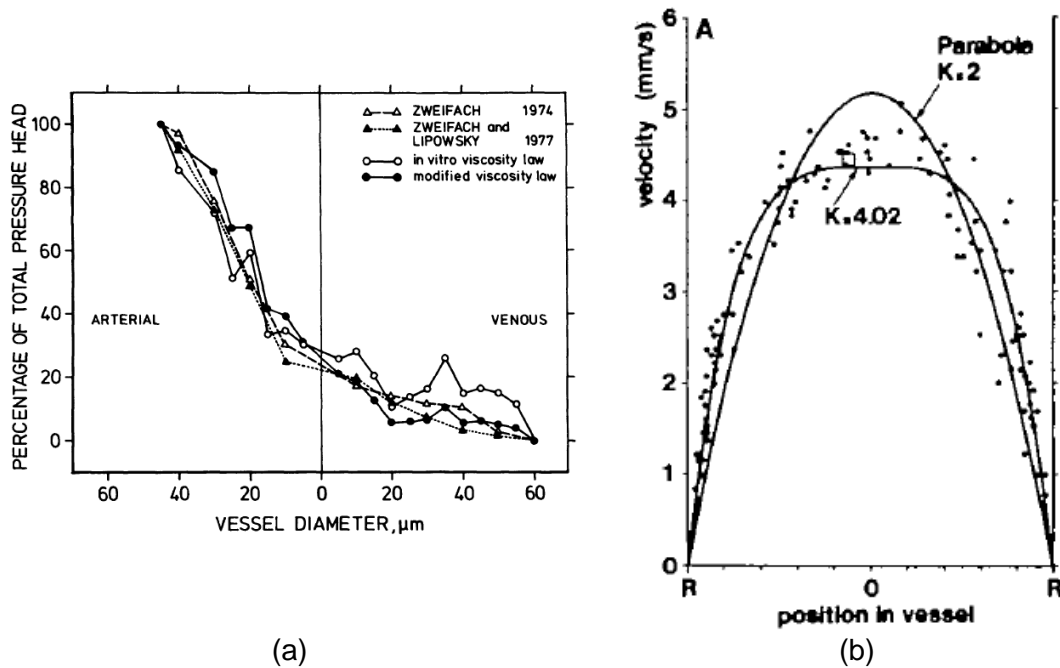 PERCENTAGE OF TOTAL PRESSURE HEAD
100
80
60
40
20
0
ZWEIFACH 1974
ZWEIFACH and
LIPOWSKY 1977
in vitro viscosity law
modified viscosity law
ARTERIAL
VENOUS
60 40 20 0 20 40 60
VESSEL DIAMETER, µm
(a)
A
velocity (mm/s)
6
5
4
3
2
1
0
Parabola
K=2
K=4.02
R O R
position in vessel
(b)